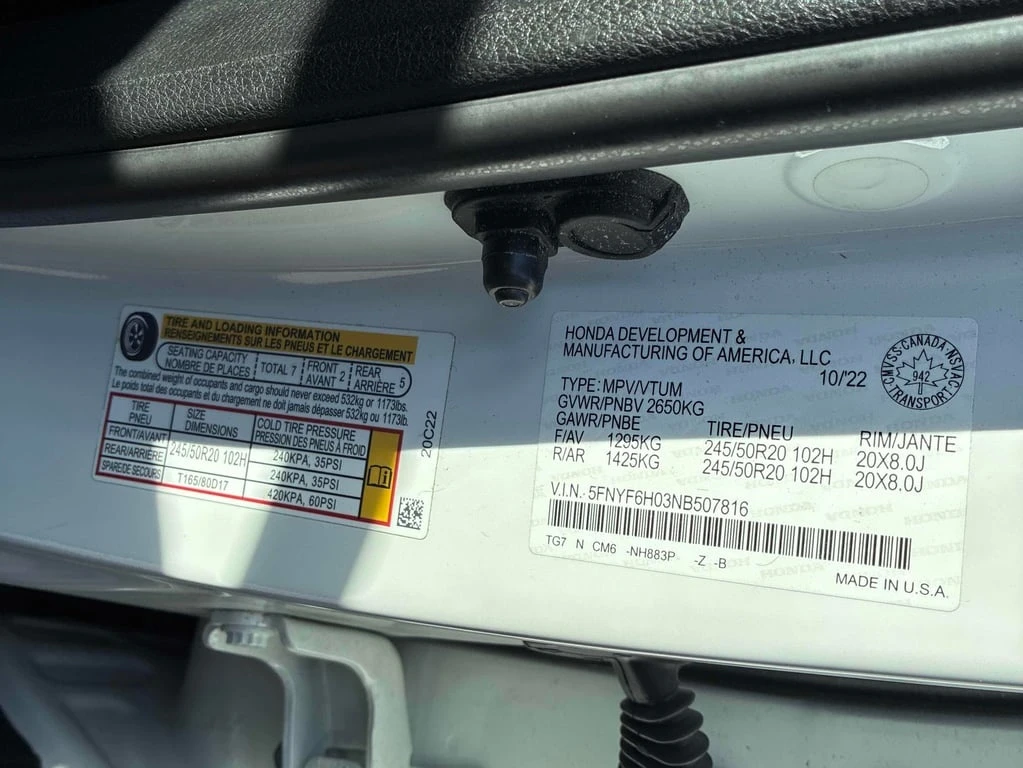 TIRE AND LOADING INFORMATION
RENSEIGNEMENTS SUR LES PNEUS ET LE CHARGEMENT
SEATING CAPACITY
NOMBRE DE PLACES
TOTAL 7
FRONT
AVANT 2
REAR
ARRIÈRE 5
The combined weight of occupants and cargo should never exceed 532kg or 1173lbs.
Le poids total des occupants et du chargement ne doit jamais dépasser 532kg ou 1173lb.
TIRE
PNEU
SIZE
DIMENSIONS
COLD TIRE PRESSURE
PRESSION DES PNEUS À FROID
FRONT/AVANT
245/50R20 102H
240KPA, 35PSI
REAR/ARRIÈRE
240KPA, 35PSI
SPARE/DE SECOURS
T165/80D17
420KPA, 60PSI
20C22
HONDA DEVELOPMENT &
MANUFACTURING OF AMERICA, LLC
10/'22
CMVSS·CANADA·NSVAC
942
TRANSPORT
TYPE: MPV/VTUM
GVWR/PNBV 2650KG
GAWR/PNBE TIRE/PNEU RIM/JANTE
F/AV 1295KG 245/50R20 102H 20X8.0J
R/AR 1425KG 245/50R20 102H 20X8.0J
V.I.N. 5FNYF6H03NB507816
TG7 N CM6 -NH883P -Z -B
MADE IN U.S.A.